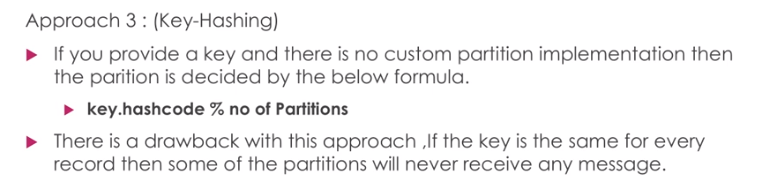 Approach 3 : (Key-Hashing)
If you provide a key and there is no custom partition implementation then
the parition is decided by the below formula.
key.hashcode % no of Partitions
There is a drawback with this approach ,If the key is the same for every
record then some of the partitions will never receive any message.